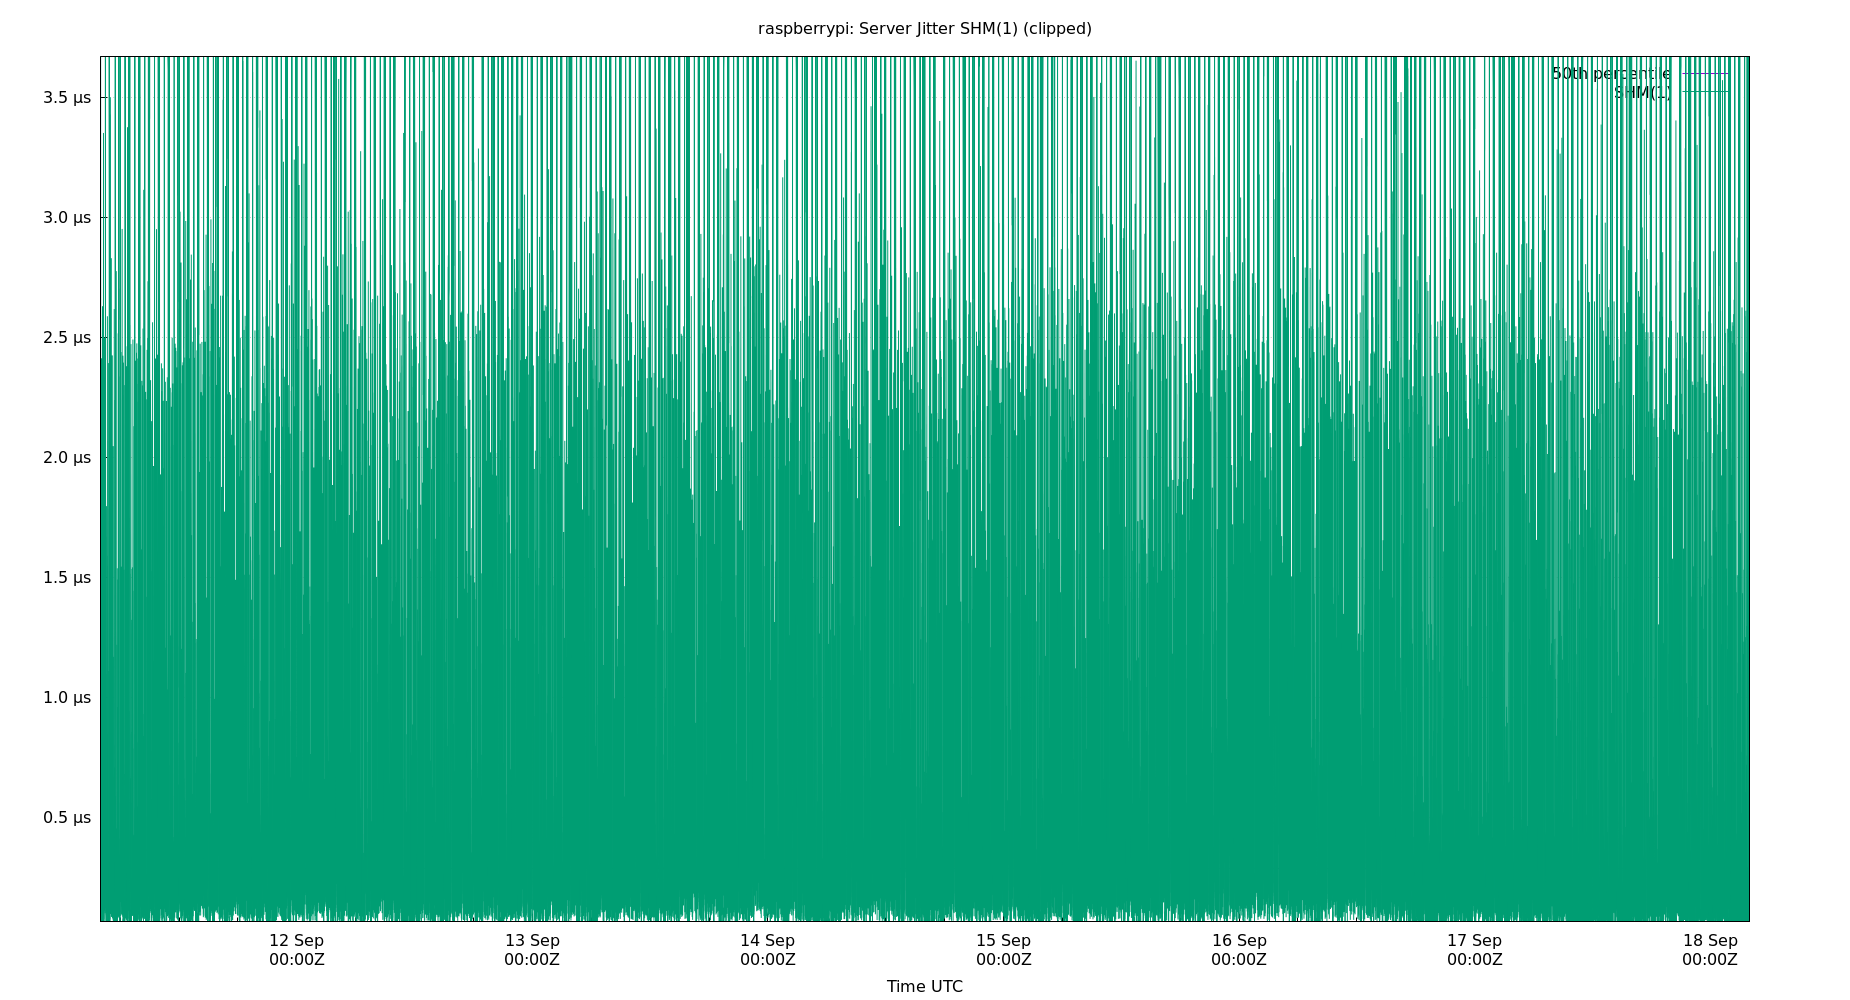 raspberrypi: Server Jitter SHM(1) (clipped)
50th percentile
SHM(1)
3.5 µs
3.0 µs
2.5 µs
2.0 µs
1.5 µs
1.0 µs
0.5 µs
12 Sep 13 Sep 14 Sep 15 Sep 16 Sep 17 Sep 18 Sep
00:00Z 00:00Z 00:00Z 00:00Z 00:00Z 00:00Z 00:00Z
Time UTC